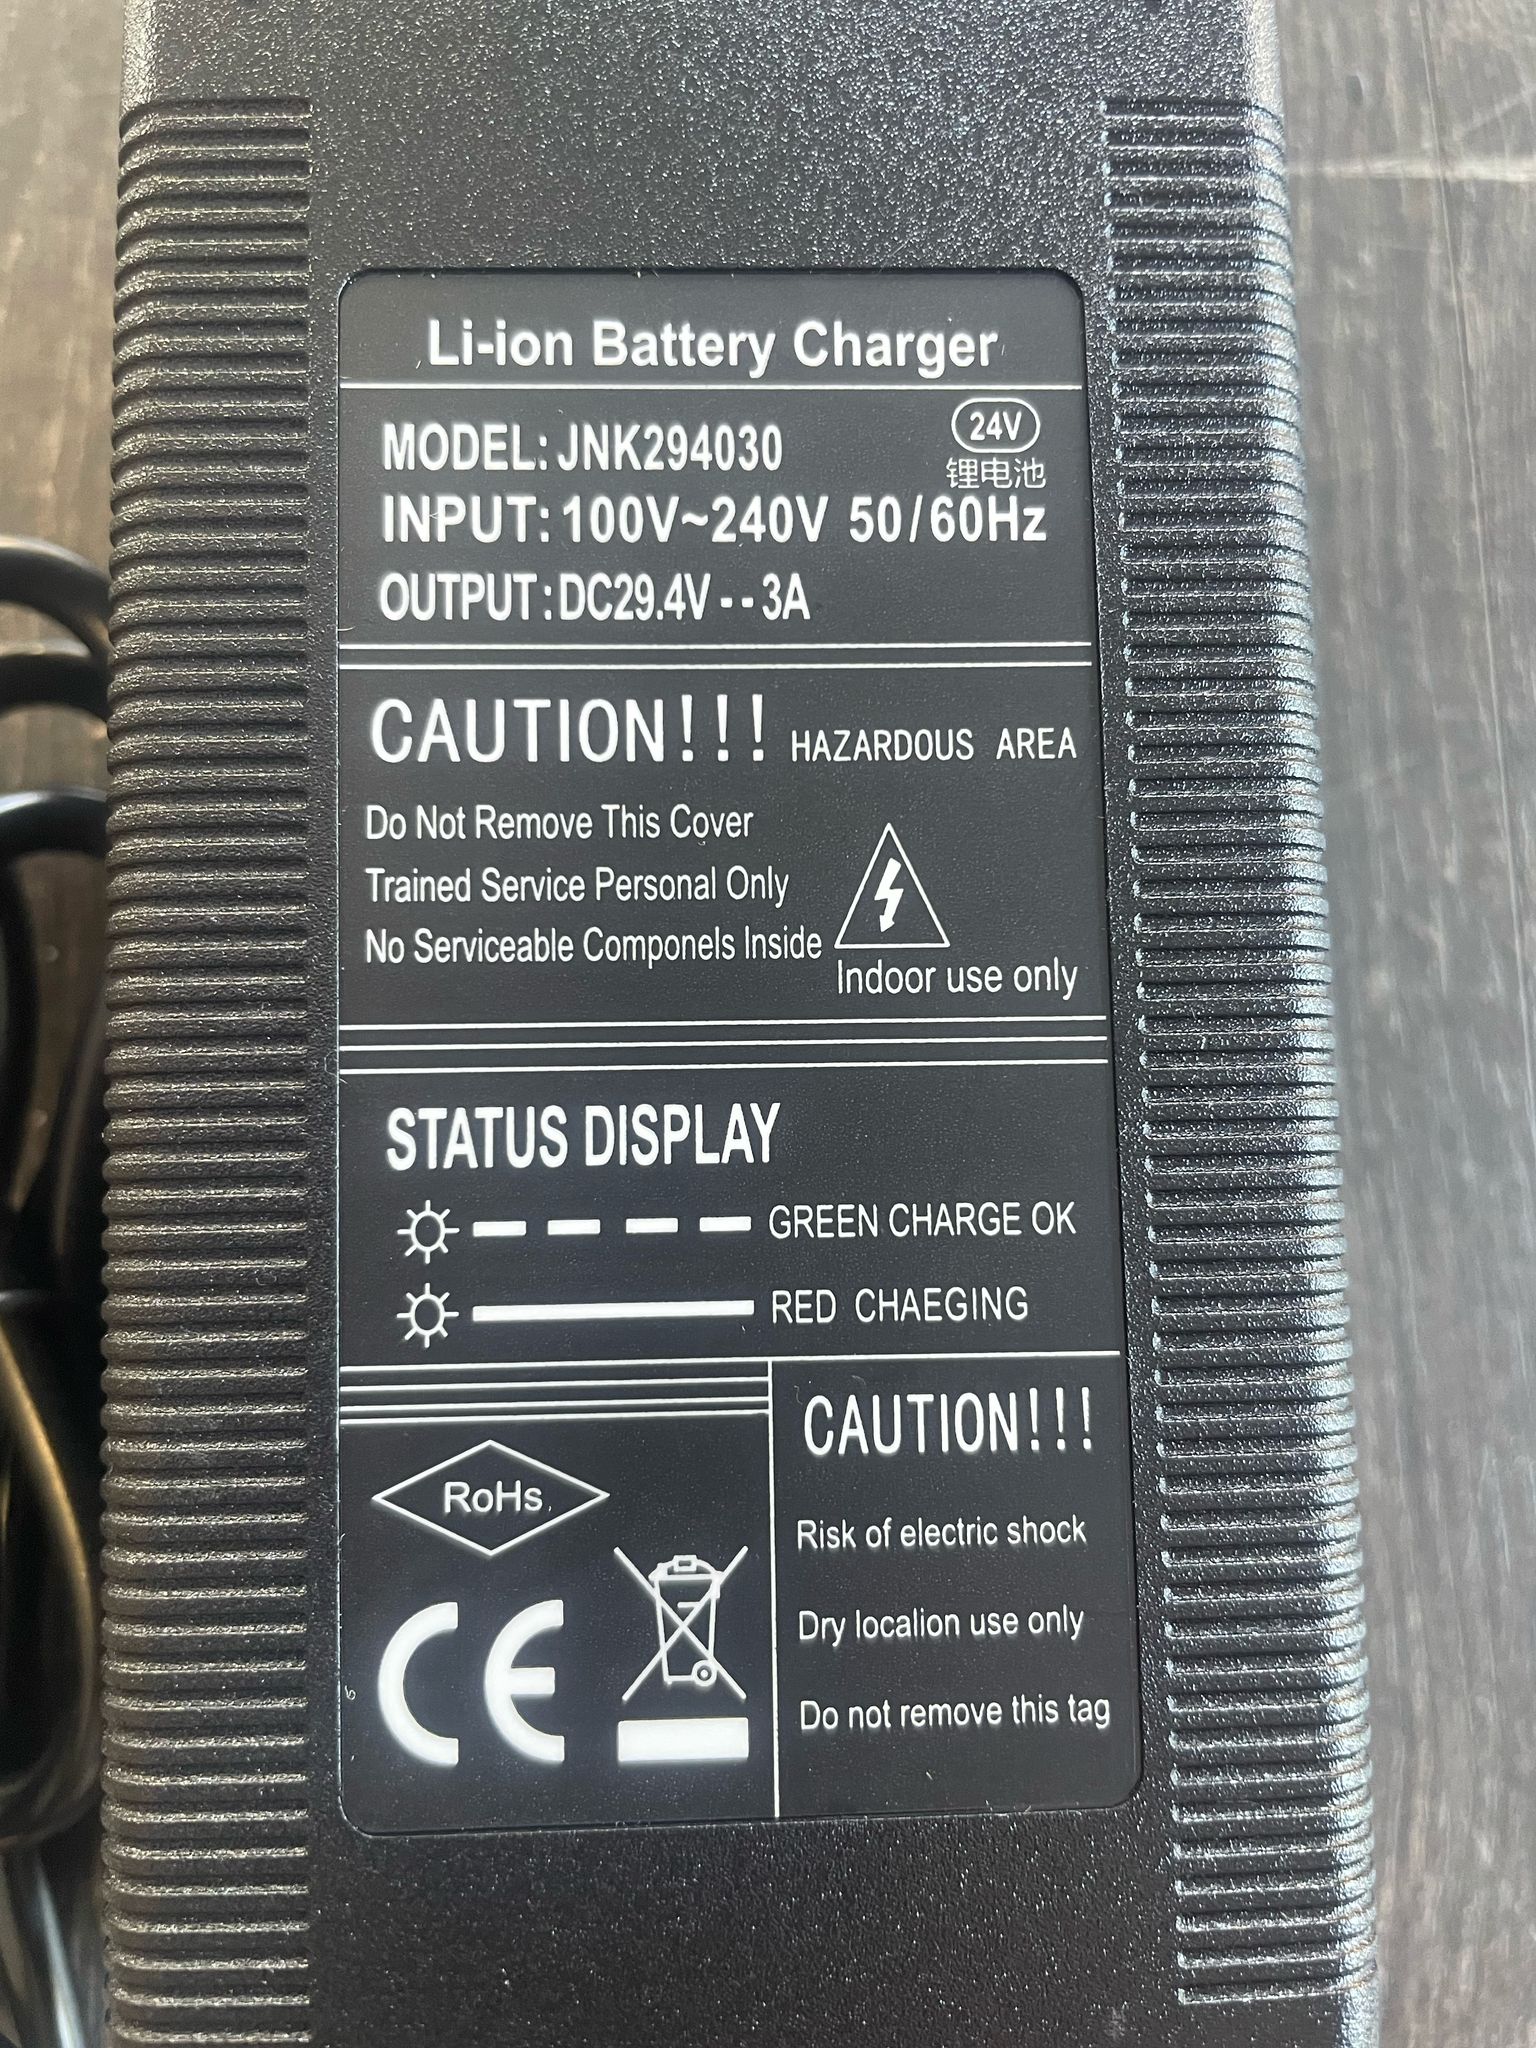 Li-ion Battery Charger
MODEL: JNK294030
24V
锂电池
INPUT: 100V~240V 50/60Hz
OUTPUT: DC29.4V -- 3A
CAUTION!!! HAZARDOUS AREA
Do Not Remove This Cover
Trained Service Personal Only
No Serviceable Componels Inside
Indoor use only
STATUS DISPLAY
GREEN CHARGE OK
RED CHAEGING
RoHs
CE
CAUTION!!!
Risk of electric shock
Dry localion use only
Do not remove this tag